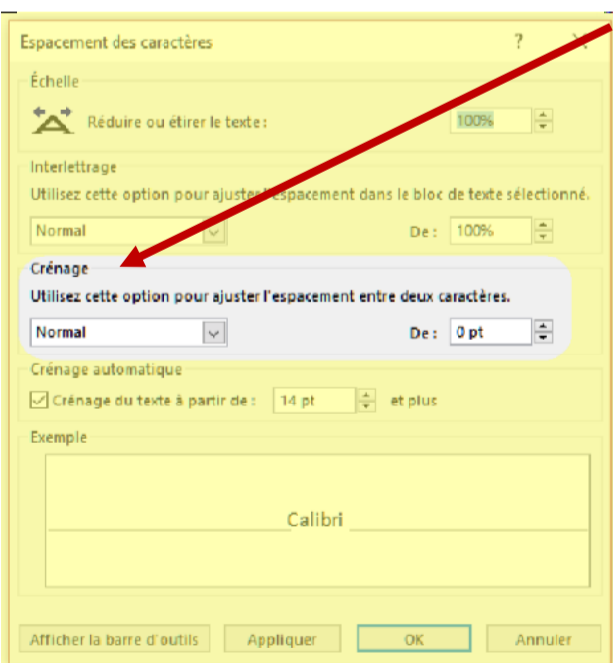 Espacement des caractères ?
Échelle
Réduire ou étirer le texte : 100%
Interlettrage
Utilisez cette option pour ajuster l'espacement dans le bloc de texte sélectionné.
Normal De : 100%
Crénage
Utilisez cette option pour ajuster l'espacement entre deux caractères.
Normal De : 0 pt
Crénage automatique
Crénage du texte à partir de : 14 pt et plus
Exemple
Calibri
Afficher la barre d'outils Appliquer OK Annuler